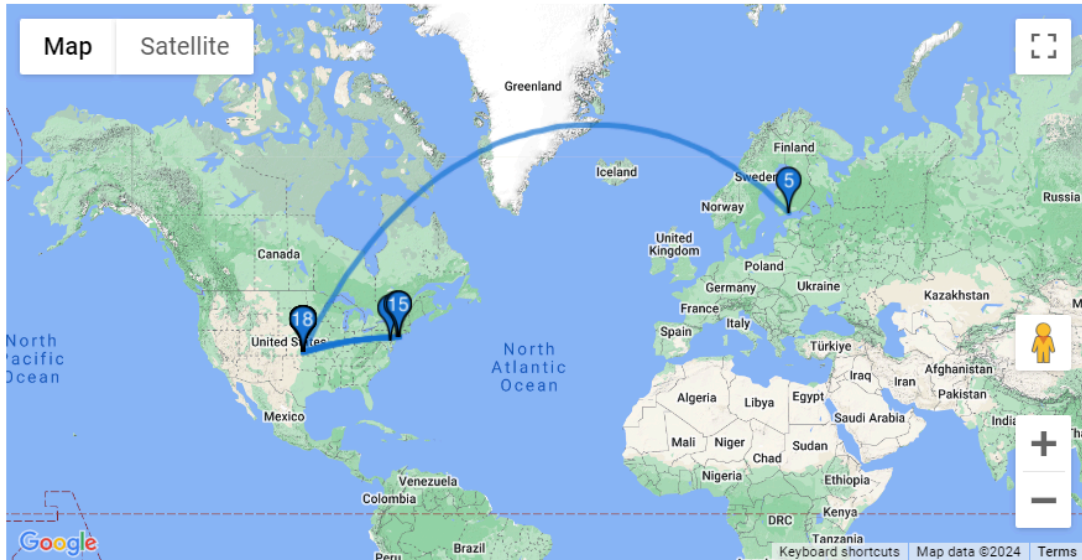 Map
Satellite
Greenland
Finland
Iceland
Sweden
5
Norway
Russia
United
Kingdom
Canada
Poland
Germany
Ukraine
Kazakhstan
France
15
18
United States
Spain
Italy
Türkiye
North
Pacific
Ocean
North
Atlantic
Ocean
Iraq
Iran
Afghanistan
Pakistan
Algeria
Libya
Egypt
Saudi Arabia
India
Mexico
Mali
Niger
Chad
Sudan
Venezuela
Nigeria
Ethiopia
Colombia
Kenya
DRC
Tanzania
Brazil
Peru
Google
Keyboard shortcuts
Map data ©2024
Terms